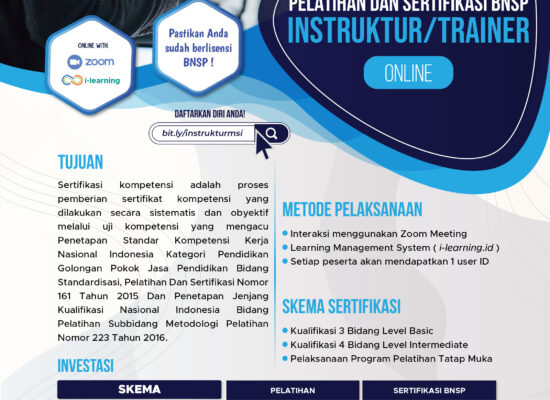 PELATIHAN DAN SERTIFIKASI BNSP
INSTRUKTUR/TRAINER
ONLINE
ONLINE WITH:
zoom
i-learning
Pastikan Anda
sudah berlisensi
BNSP !
DAFTARKAN DIRI ANDA!
bit.ly/instrukturmsi
TUJUAN
Sertifikasi kompetensi adalah proses
pemberian sertifikat kompetensi yang
dilakukan secara sistematis dan obyektif
melalui uji kompetensi yang mengacu
Penetapan Standar Kompetensi Kerja
Nasional Indonesia Kategori Pendidikan
Golongan Pokok Jasa Pendidikan Bidang
Standardisasi, Pelatihan Dan Sertifikasi Nomor
161 Tahun 2015 Dan Penetapan Jenjang
Kualifikasi Nasional Indonesia Bidang
Pelatihan Subbidang Metodologi Pelatihan
Nomor 223 Tahun 2016.
METODE PELAKSANAAN
Interaksi menggunakan Zoom Meeting
Learning Management System ( i-learning.id )
Setiap peserta akan mendapatkan 1 user ID
SKEMA SERTIFIKASI
Kualifikasi 3 Bidang Level Basic
Kualifikasi 4 Bidang Level Intermediate
Pelaksanaan Program Pelatihan Tatap Muka
INVESTASI
SKEMA
PELATIHAN
SERTIFIKASI BNSP